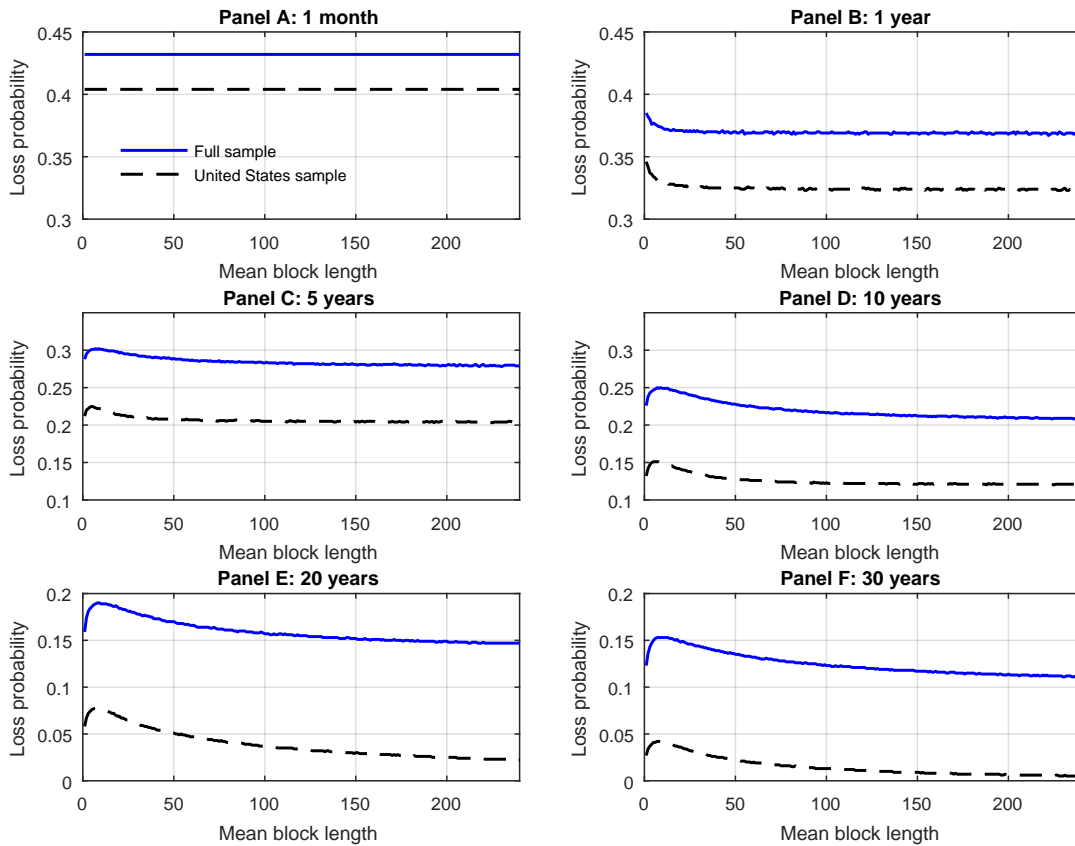 Panel A: 1 month
0.45
0.4
0.35
0.3
Loss probability
Full sample
United States sample
0
50
100
150
200
Mean block length
Panel B: 1 year
0.45
0.4
0.35
0.3
Loss probability
0
50
100
150
200
Mean block length
Panel C: 5 years
0.3
0.25
0.2
0.15
0.1
Loss probability
0
50
100
150
200
Mean block length
Panel D: 10 years
0.3
0.25
0.2
0.15
0.1
Loss probability
0
50
100
150
200
Mean block length
Panel E: 20 years
0.2
0.15
0.1
0.05
0
Loss probability
0
50
100
150
200
Mean block length
Panel F: 30 years
0.2
0.15
0.1
0.05
0
Loss probability
0
50
100
150
200
Mean block length